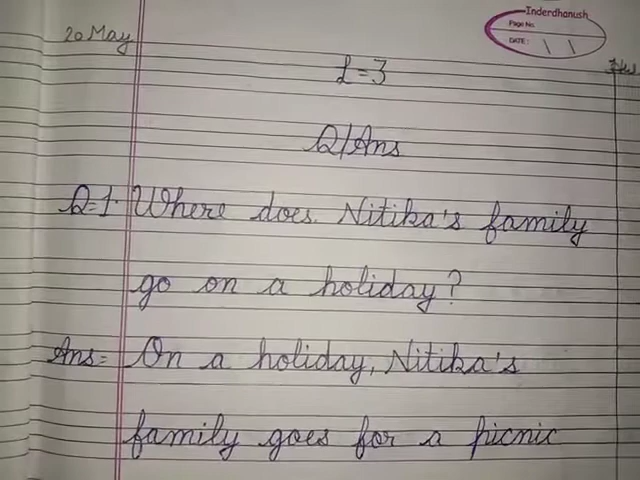 Inderdhanush
Page No.
DATE: \ \
20 May
L=3
Q/Ans
Q=1. Where does Nitika's family
go on a holiday?
Ans= On a holiday, Nitika's
family goes for a picnic